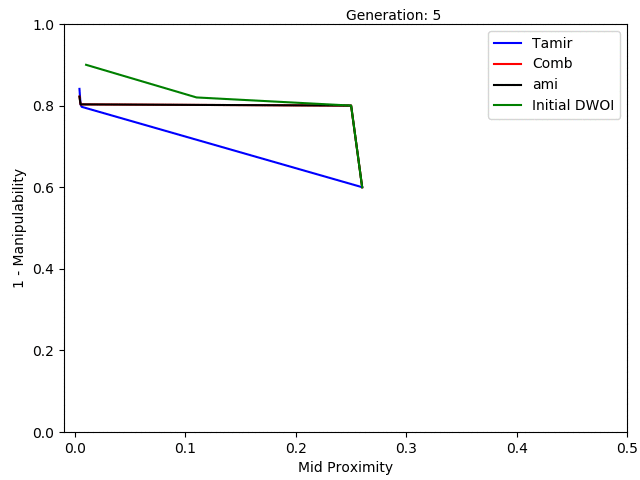 Generation: 5
1.0
0.8
0.6
0.4
0.2
0.0
1 - Manipulability
Tamir
Comb
ami
Initial DWOI
0.0 0.1 0.2 0.3 0.4 0.5
Mid Proximity